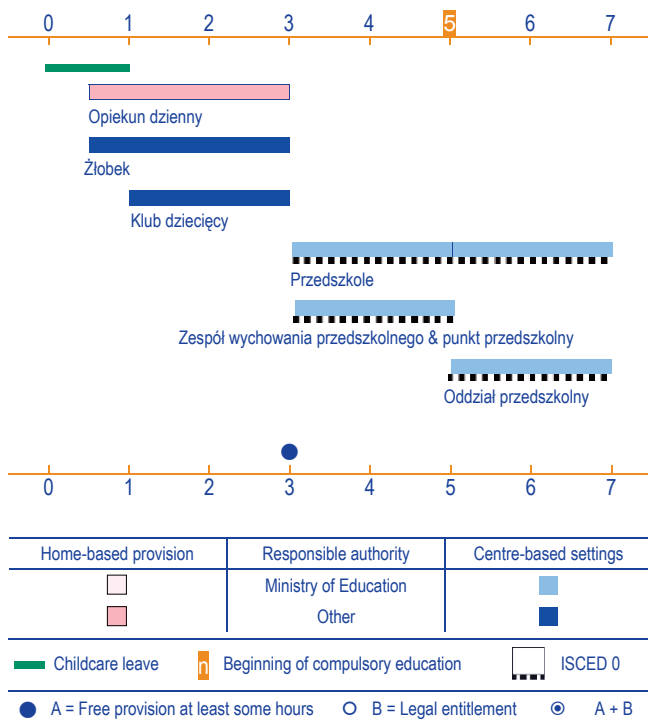 0 1 2 3 4 5 6 7
Opiekun dzienny
Żłobek
Klub dziecięcy
Przedszkole
Zespół wychowania przedszkolnego & punkt przedszkolny
Oddział przedszkolny
0 1 2 3 4 5 6 7
Home-based provision Responsible authority Centre-based settings
Ministry of Education
Other
Childcare leave n Beginning of compulsory education ISCED 0
A = Free provision at least some hours B = Legal entitlement A + B